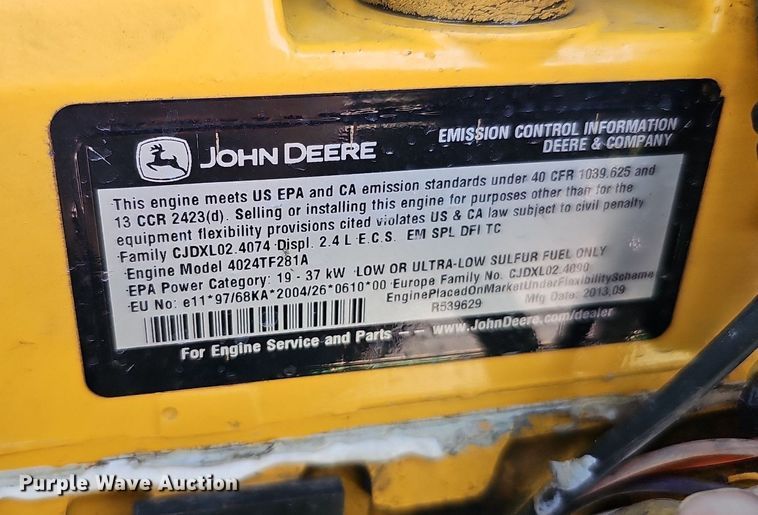 JOHN DEERE
EMISSION CONTROL INFORMATION
DEERE & COMPANY
This engine meets US EPA and CA emission standards under 40 CFR 1039.625 and
13 CCR 2423(d). Selling or installing this engine for purposes other than for the
equipment flexibility provisions cited violates US & CA law subject to civil penalty
Family CJDXL02.4074 Displ. 2.4 L E.C.S. EM SPL DFI TC
Engine Model 4024TF281A
EPA Power Category: 19 - 37 kW LOW OR ULTRA-LOW SULFUR FUEL ONLY
EU No: e11*97/68KA*2004/26*0610*00 Europe Family No. CJDXL02.4090
EnginePlacedOnMarketUnderFlexibilityScheme
R539629 Mfg Date: 2013,09
For Engine Service and Parts www.JohnDeere.com/dealer
Purple Wave Auction